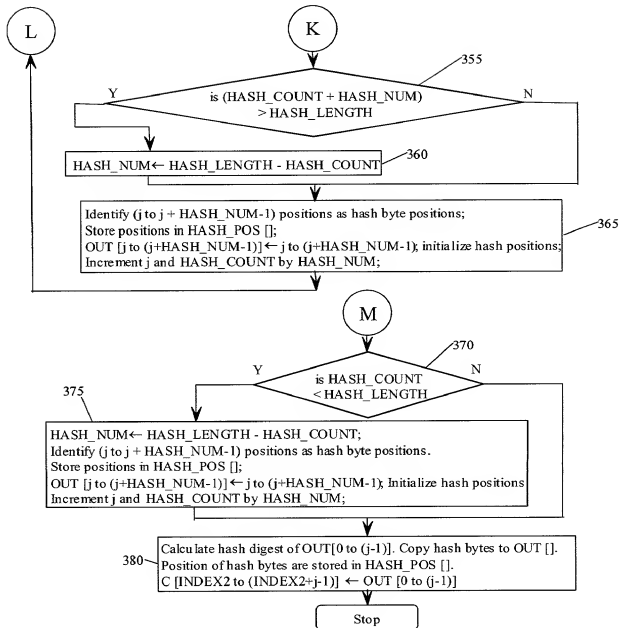 L
K
355
Y
N
is (HASH_COUNT + HASH_NUM)
> HASH_LENGTH
HASH_NUM← HASH_LENGTH - HASH_COUNT
360
Identify (j to j + HASH_NUM-1) positions as hash byte positions;
Store positions in HASH_POS [];
OUT [j to (j+HASH_NUM-1)] ← j to (j+HASH_NUM-1); initialize hash positions;
Increment j and HASH_COUNT by HASH_NUM;
365
M
370
Y
N
is HASH_COUNT
< HASH_LENGTH
375
HASH_NUM← HASH_LENGTH - HASH_COUNT;
Identify (j to j + HASH_NUM-1) positions as hash byte positions.
Store positions in HASH_POS [];
OUT [j to (j+HASH_NUM-1)] ← j to (j+HASH_NUM-1); Initialize hash positions
Increment j and HASH_COUNT by HASH_NUM;
380
Calculate hash digest of OUT[0 to (j-1)]. Copy hash bytes to OUT [].
Position of hash bytes are stored in HASH_POS [].
C [INDEX2 to (INDEX2+j-1)] ← OUT [0 to (j-1)]
Stop